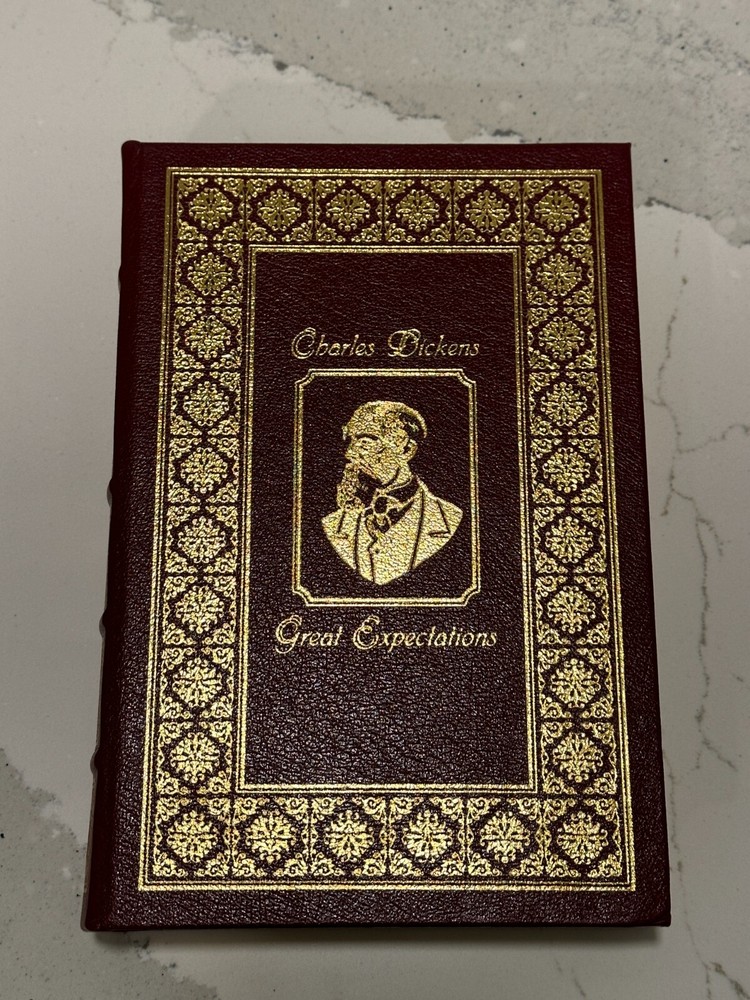 Charles Dickens
Great Expectations